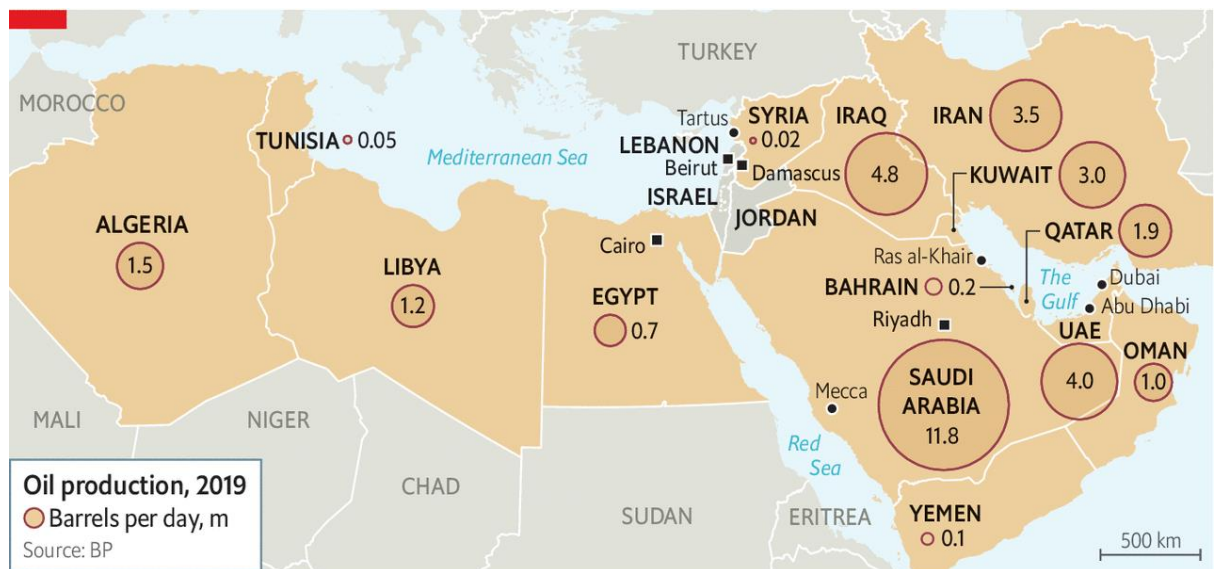 TURKEY
MOROCCO
Tartus
SYRIA
0.02
IRAQ
4.8
IRAN
3.5
TUNISIA
0.05
Mediterranean Sea
LEBANON
Beirut
Damascus
KUWAIT
3.0
ISRAEL
JORDAN
ALGERIA
1.5
QATAR
1.9
Cairo
LIBYA
1.2
Ras al-Khair
BAHRAIN
0.2
The
Gulf
Dubai
Abu Dhabi
EGYPT
0.7
Riyadh
UAE
4.0
OMAN
1.0
SAUDI
ARABIA
11.8
Mecca
MALI
NIGER
Red
Sea
CHAD
SUDAN
ERITREA
YEMEN
0.1
Oil production, 2019
Barrels per day, m
Source: BP
500 km